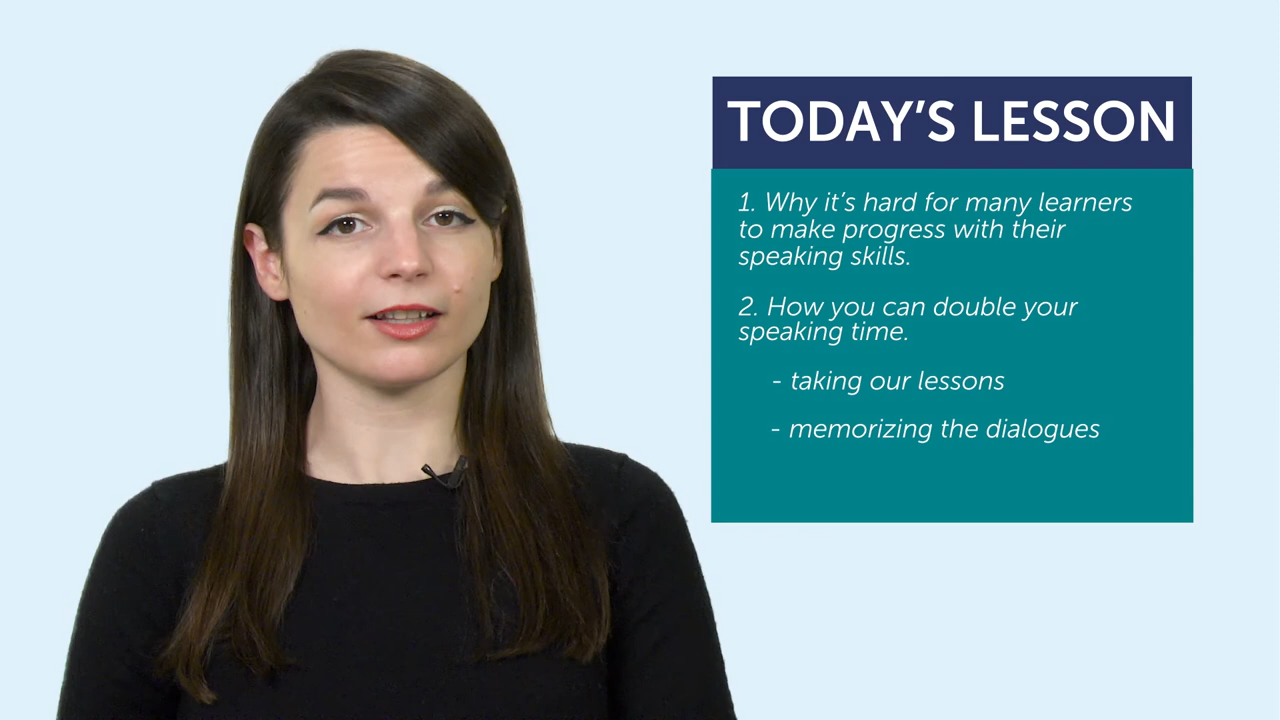 TODAY'S LESSON
1. Why it's hard for many learners
to make progress with their
speaking skills.
2. How you can double your
speaking time.
- taking our lessons
- memorizing the dialogues